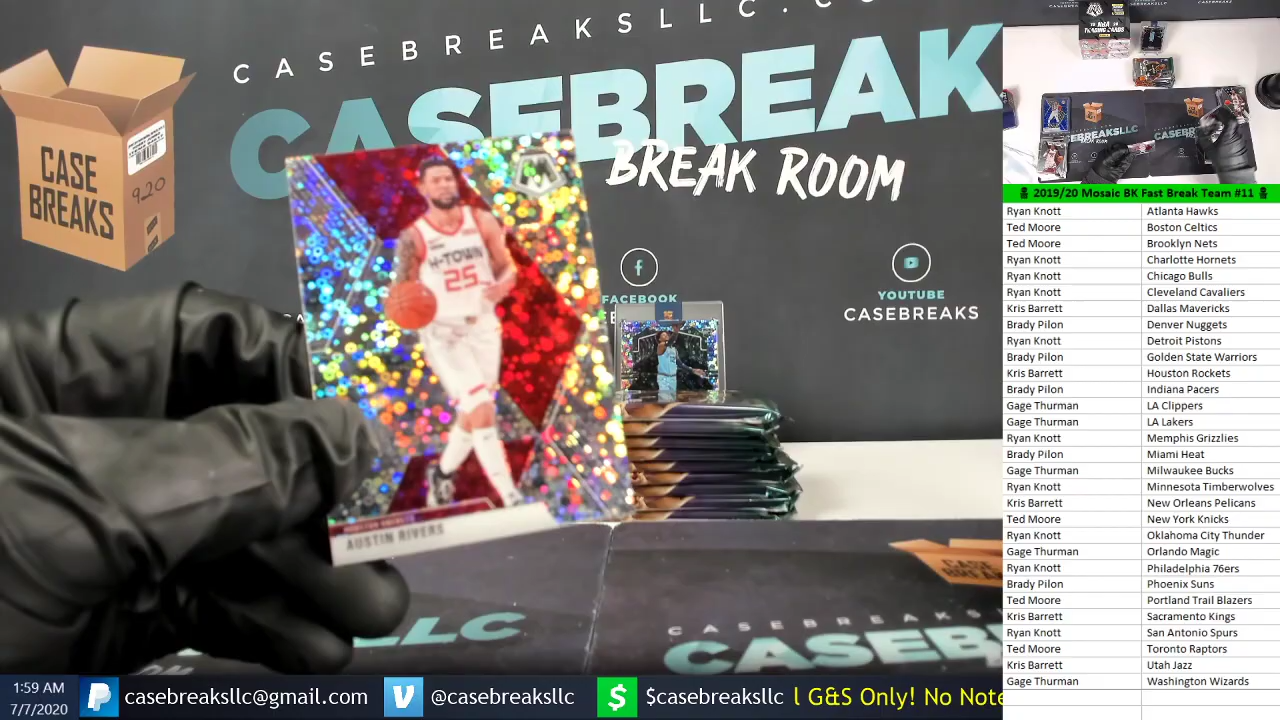 CASEBREAKSLLC.CO
CASEBREAK
BREAK ROOM
CASE
BREAKS
920
FACEBOOK
YOUTUBE
CASEBREAKS
H-TOWN
25
AUSTIN RIVERS
LLC
CASE
CASEBREAKS
CASEB
1:59 AM
7/7/2020
casebreaksllc@gmail.com
@casebreaksllc
$casebreaksllc
l G&S Only! No Note
2019/20 Mosaic BK Fast Break Team #11
Ryan Knott Atlanta Hawks
Ted Moore Boston Celtics
Ted Moore Brooklyn Nets
Ryan Knott Charlotte Hornets
Ryan Knott Chicago Bulls
Ryan Knott Cleveland Cavaliers
Kris Barrett Dallas Mavericks
Brady Pilon Denver Nuggets
Ryan Knott Detroit Pistons
Brady Pilon Golden State Warriors
Kris Barrett Houston Rockets
Brady Pilon Indiana Pacers
Gage Thurman LA Clippers
Gage Thurman LA Lakers
Ryan Knott Memphis Grizzlies
Brady Pilon Miami Heat
Gage Thurman Milwaukee Bucks
Ryan Knott Minnesota Timberwolves
Kris Barrett New Orleans Pelicans
Ted Moore New York Knicks
Ryan Knott Oklahoma City Thunder
Gage Thurman Orlando Magic
Ryan Knott Philadelphia 76ers
Brady Pilon Phoenix Suns
Ted Moore Portland Trail Blazers
Kris Barrett Sacramento Kings
Ryan Knott San Antonio Spurs
Ted Moore Toronto Raptors
Kris Barrett Utah Jazz
Gage Thurman Washington Wizards